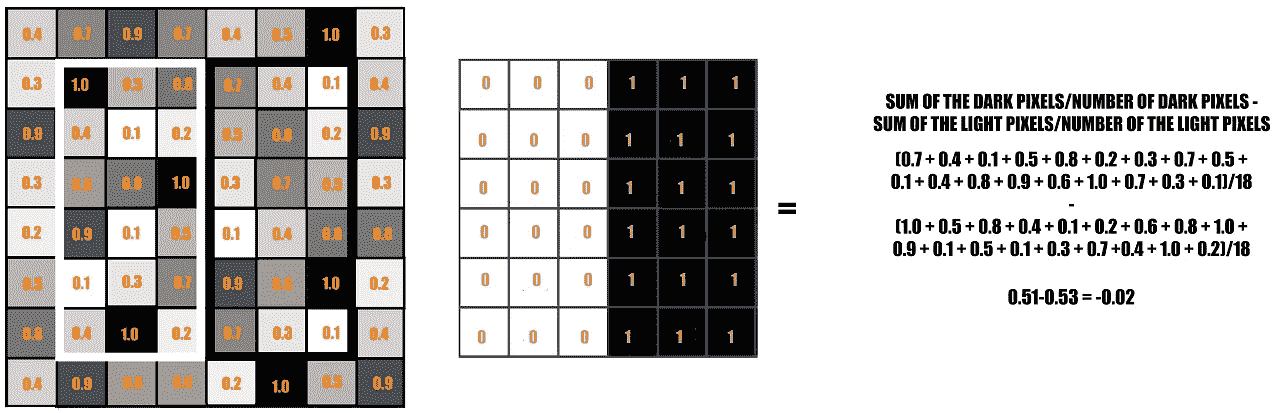 0.4 0.7 0.9 0.7 0.4 0.5 1.0 0.3
0.3 1.0 0.5 0.8 0.7 0.4 0.1 0.4
0.9 0.4 0.1 0.2 0.5 0.8 0.2 0.9
0.3 0.6 0.8 1.0 0.3 0.7 0.5 0.3
0.2 0.9 0.1 0.5 0.1 0.4 0.8 0.8
0.5 0.1 0.3 0.7 0.9 0.6 1.0 0.2
0.8 0.4 1.0 0.2 0.7 0.3 0.1 0.4
0.4 0.9 0.6 0.6 0.2 1.0 0.5 0.9
0 0 0 1 1 1
0 0 0 1 1 1
0 0 0 1 1 1
0 0 0 1 1 1
0 0 0 1 1 1
0 0 0 1 1 1
=
SUM OF THE DARK PIXELS/NUMBER OF DARK PIXELS -
SUM OF THE LIGHT PIXELS/NUMBER OF THE LIGHT PIXELS
(0.7 + 0.4 + 0.1 + 0.5 + 0.8 + 0.2 + 0.3 + 0.7 + 0.5 +
0.1 + 0.4 + 0.8 + 0.9 + 0.6 + 1.0 + 0.7 + 0.3 + 0.1)/18
-
(1.0 + 0.5 + 0.8 + 0.4 + 0.1 + 0.2 + 0.6 + 0.8 + 1.0 +
0.9 + 0.1 + 0.5 + 0.1 + 0.3 + 0.7 +0.4 + 1.0 + 0.2)/18
0.51-0.53 = -0.02